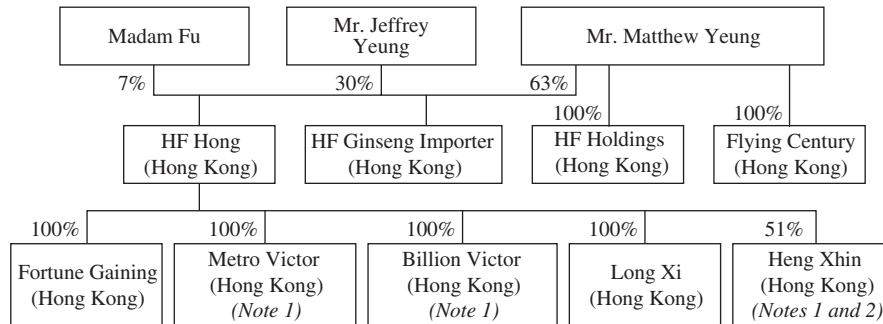 Madam Fu
Mr. Jeffrey
Yeung
Mr. Matthew Yeung
7%
30%
63%
100%
100%
HF Hong
(Hong Kong)
HF Ginseng Importer
(Hong Kong)
HF Holdings
(Hong Kong)
Flying Century
(Hong Kong)
100%
100%
100%
100%
51%
Fortune Gaining
(Hong Kong)
Metro Victor
(Hong Kong)
(Note 1)
Billion Victor
(Hong Kong)
(Note 1)
Long Xi
(Hong Kong)
Heng Xhin
(Hong Kong)
(Notes 1 and 2)